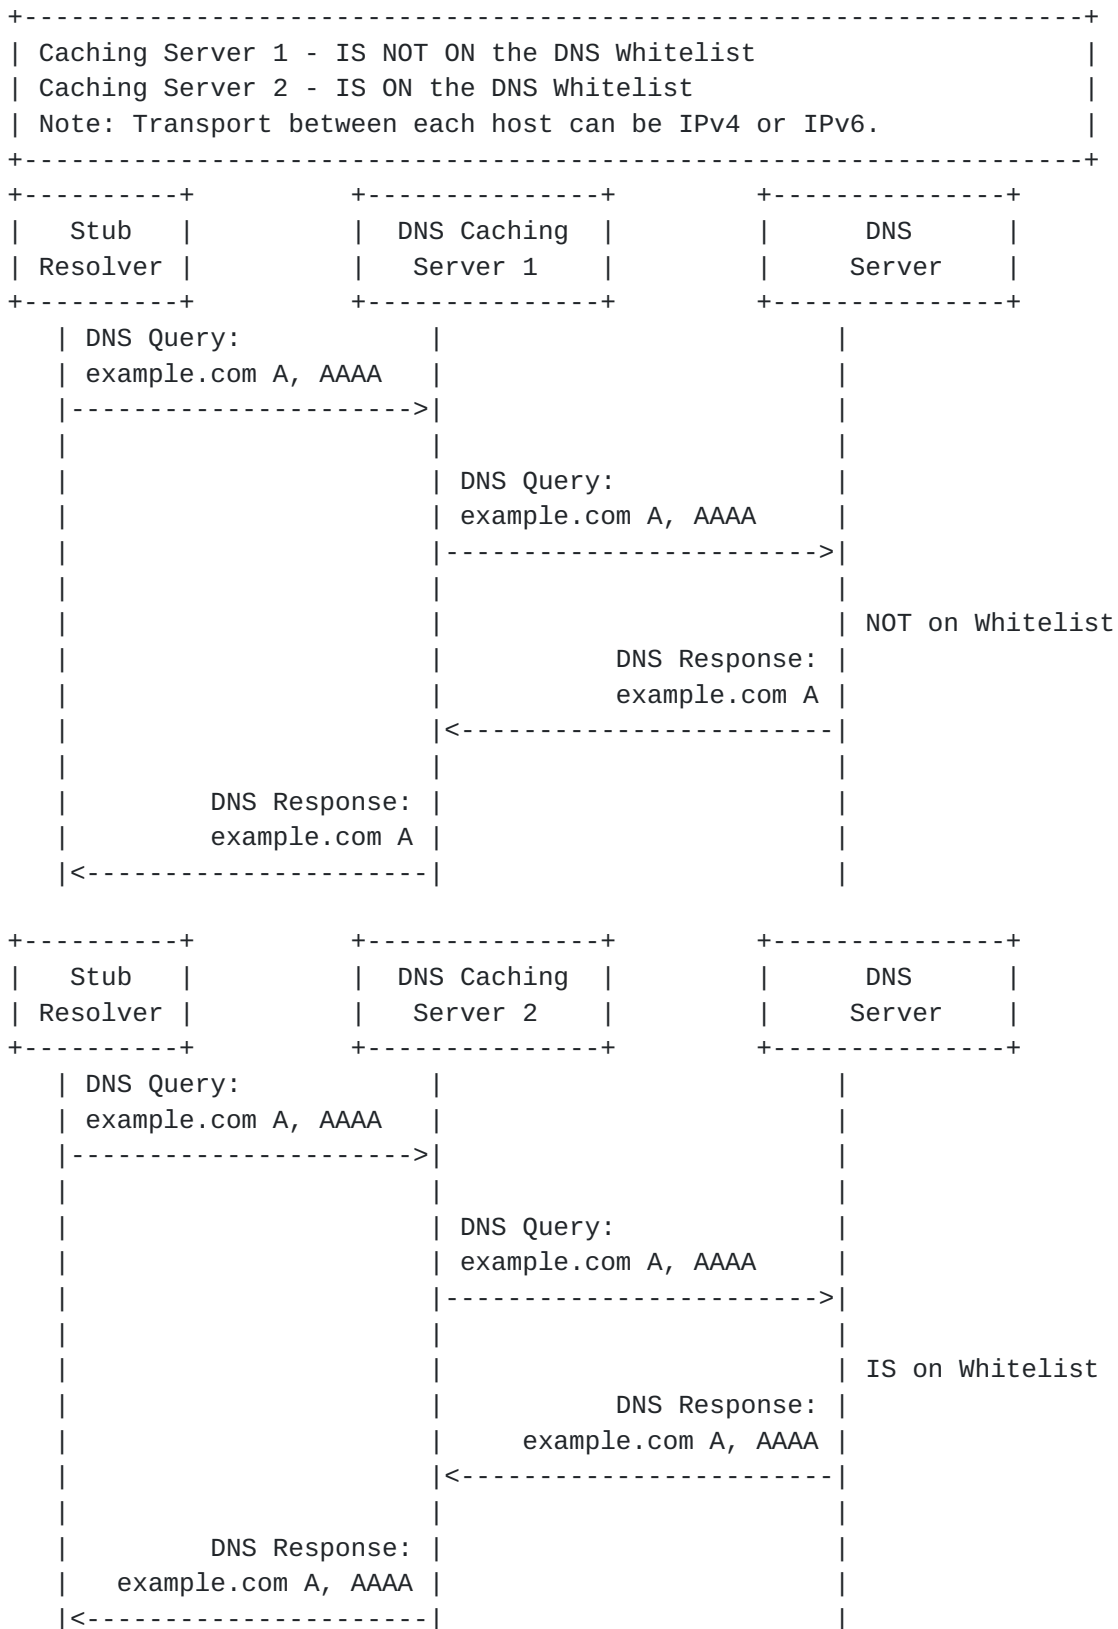 +--------------------------------------------------------------------+
| Caching Server 1 - IS NOT ON the DNS Whitelist                     |
| Caching Server 2 - IS ON the DNS Whitelist                         |
| Note: Transport between each host can be IPv4 or IPv6.             |
+--------------------------------------------------------------------+
+----------+          +---------------+         +---------------+
|   Stub   |          |  DNS Caching  |         |      DNS      |
| Resolver |          |   Server 1    |         |     Server    |
+----------+          +---------------+         +---------------+
   | DNS Query:            |                         |
   | example.com A, AAAA   |                         |
   |---------------------->|                         |
   |                       |                         |
   |                       | DNS Query:              |
   |                       | example.com A, AAAA     |
   |                       |------------------------>|
   |                       |                         |
   |                       |                         | NOT on Whitelist
   |                       |           DNS Response: |
   |                       |           example.com A |
   |                       |<------------------------|
   |                       |                         |
   |         DNS Response: |                         |
   |         example.com A |                         |
   |<----------------------|                         |

+----------+          +---------------+         +---------------+
|   Stub   |          |  DNS Caching  |         |      DNS      |
| Resolver |          |   Server 2    |         |     Server    |
+----------+          +---------------+         +---------------+
   | DNS Query:            |                         |
   | example.com A, AAAA   |                         |
   |---------------------->|                         |
   |                       |                         |
   |                       | DNS Query:              |
   |                       | example.com A, AAAA     |
   |                       |------------------------>|
   |                       |                         |
   |                       |                         | IS on Whitelist
   |                       |           DNS Response: |
   |                       |     example.com A, AAAA |
   |                       |<------------------------|
   |                       |                         |
   |         DNS Response: |                         |
   |   example.com A, AAAA |                         |
   |<----------------------|                         |